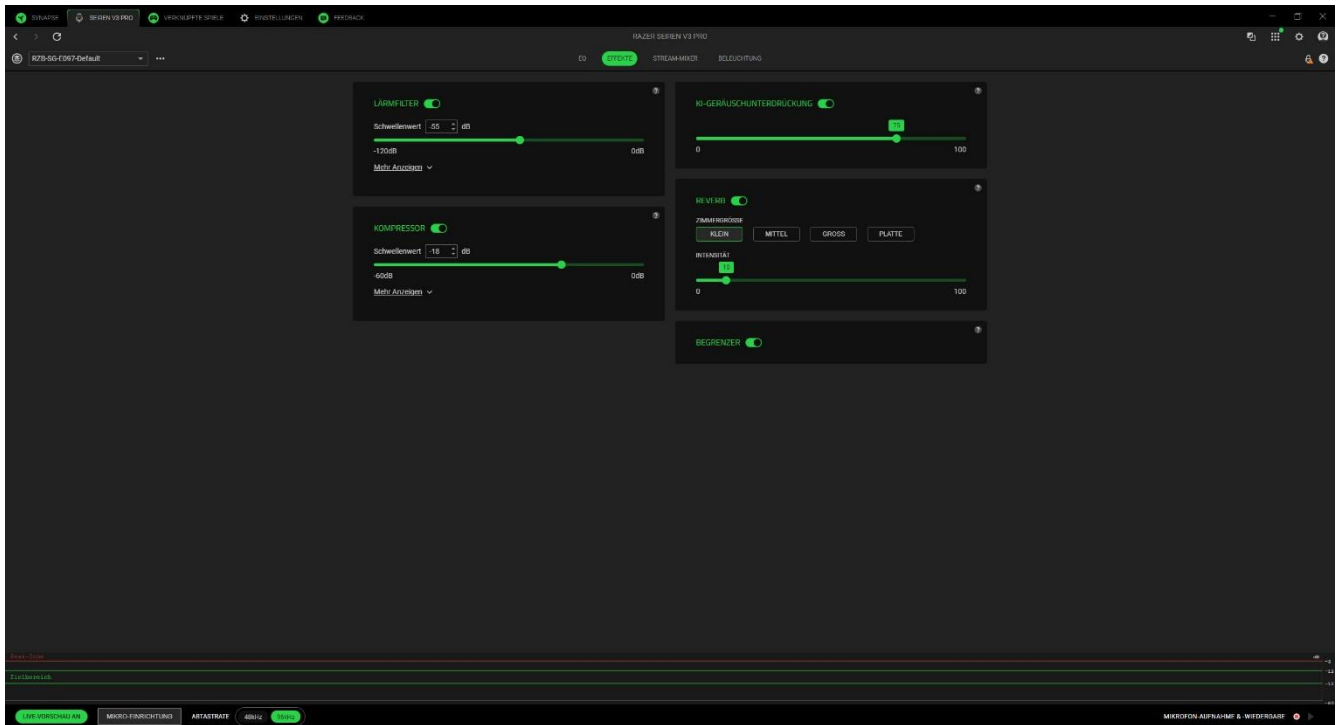 SYNAPSE SEIREN V3 PRO VERKNÜPFTE SPIELE EINSTELLUNGEN FEEDBACK
RAZER SEIREN V3 PRO
RZB-SG-E097-Default EQ EFFEKTE STREAM-MIXER BELEUCHTUNG
LÄRMFILTER
Schwellenwert -55 dB
-120dB 0dB
Mehr Anzeigen
KOMPRESSOR
Schwellenwert -18 dB
-60dB 0dB
Mehr Anzeigen
KI-GERÄUSCHUNTERDRÜCKUNG
0 100
REVERB
ZIMMERGRÖSSE
KLEIN MITTEL GROSS PLATTE
INTENSITÄT
0 100
BEGRENZER
Zielbereich
LIVE-VORSCHAU AN MIKRO-EINRICHTUNG ABTASTRATE 48kHz 96kHz MIKROFON-AUFNAHME & -WIEDERGABE